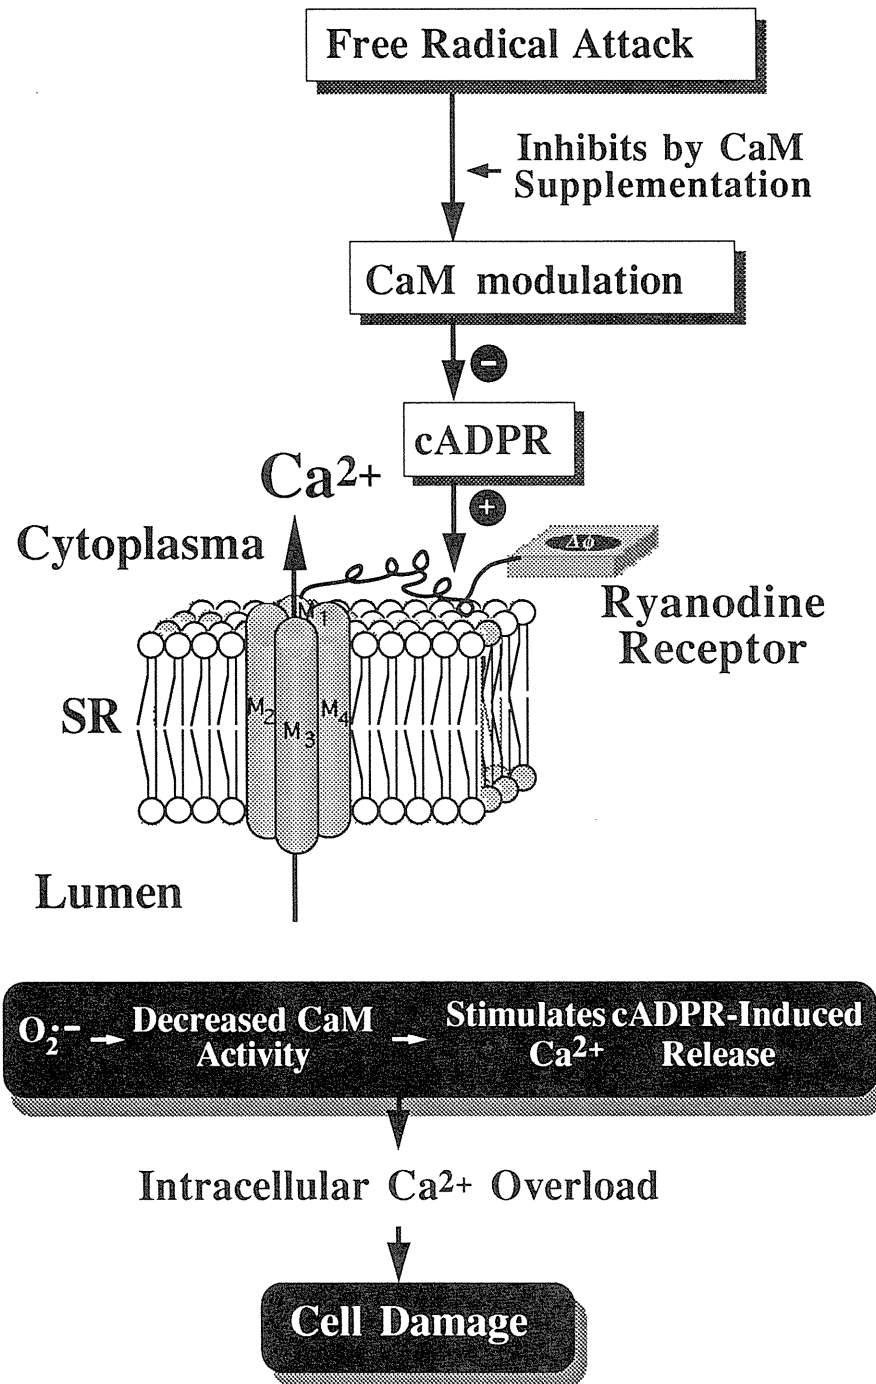 Free Radical Attack
Inhibits by CaM
Supplementation
CaM modulation
−
cADPR
Ca2+
+
Cytoplasma
Δφ
Ryanodine
Receptor
M1
SR
M2
M3
M4
Lumen
O2·− → Decreased CaM Activity → Stimulates cADPR-Induced Ca2+ Release
Intracellular Ca2+ Overload
Cell Damage